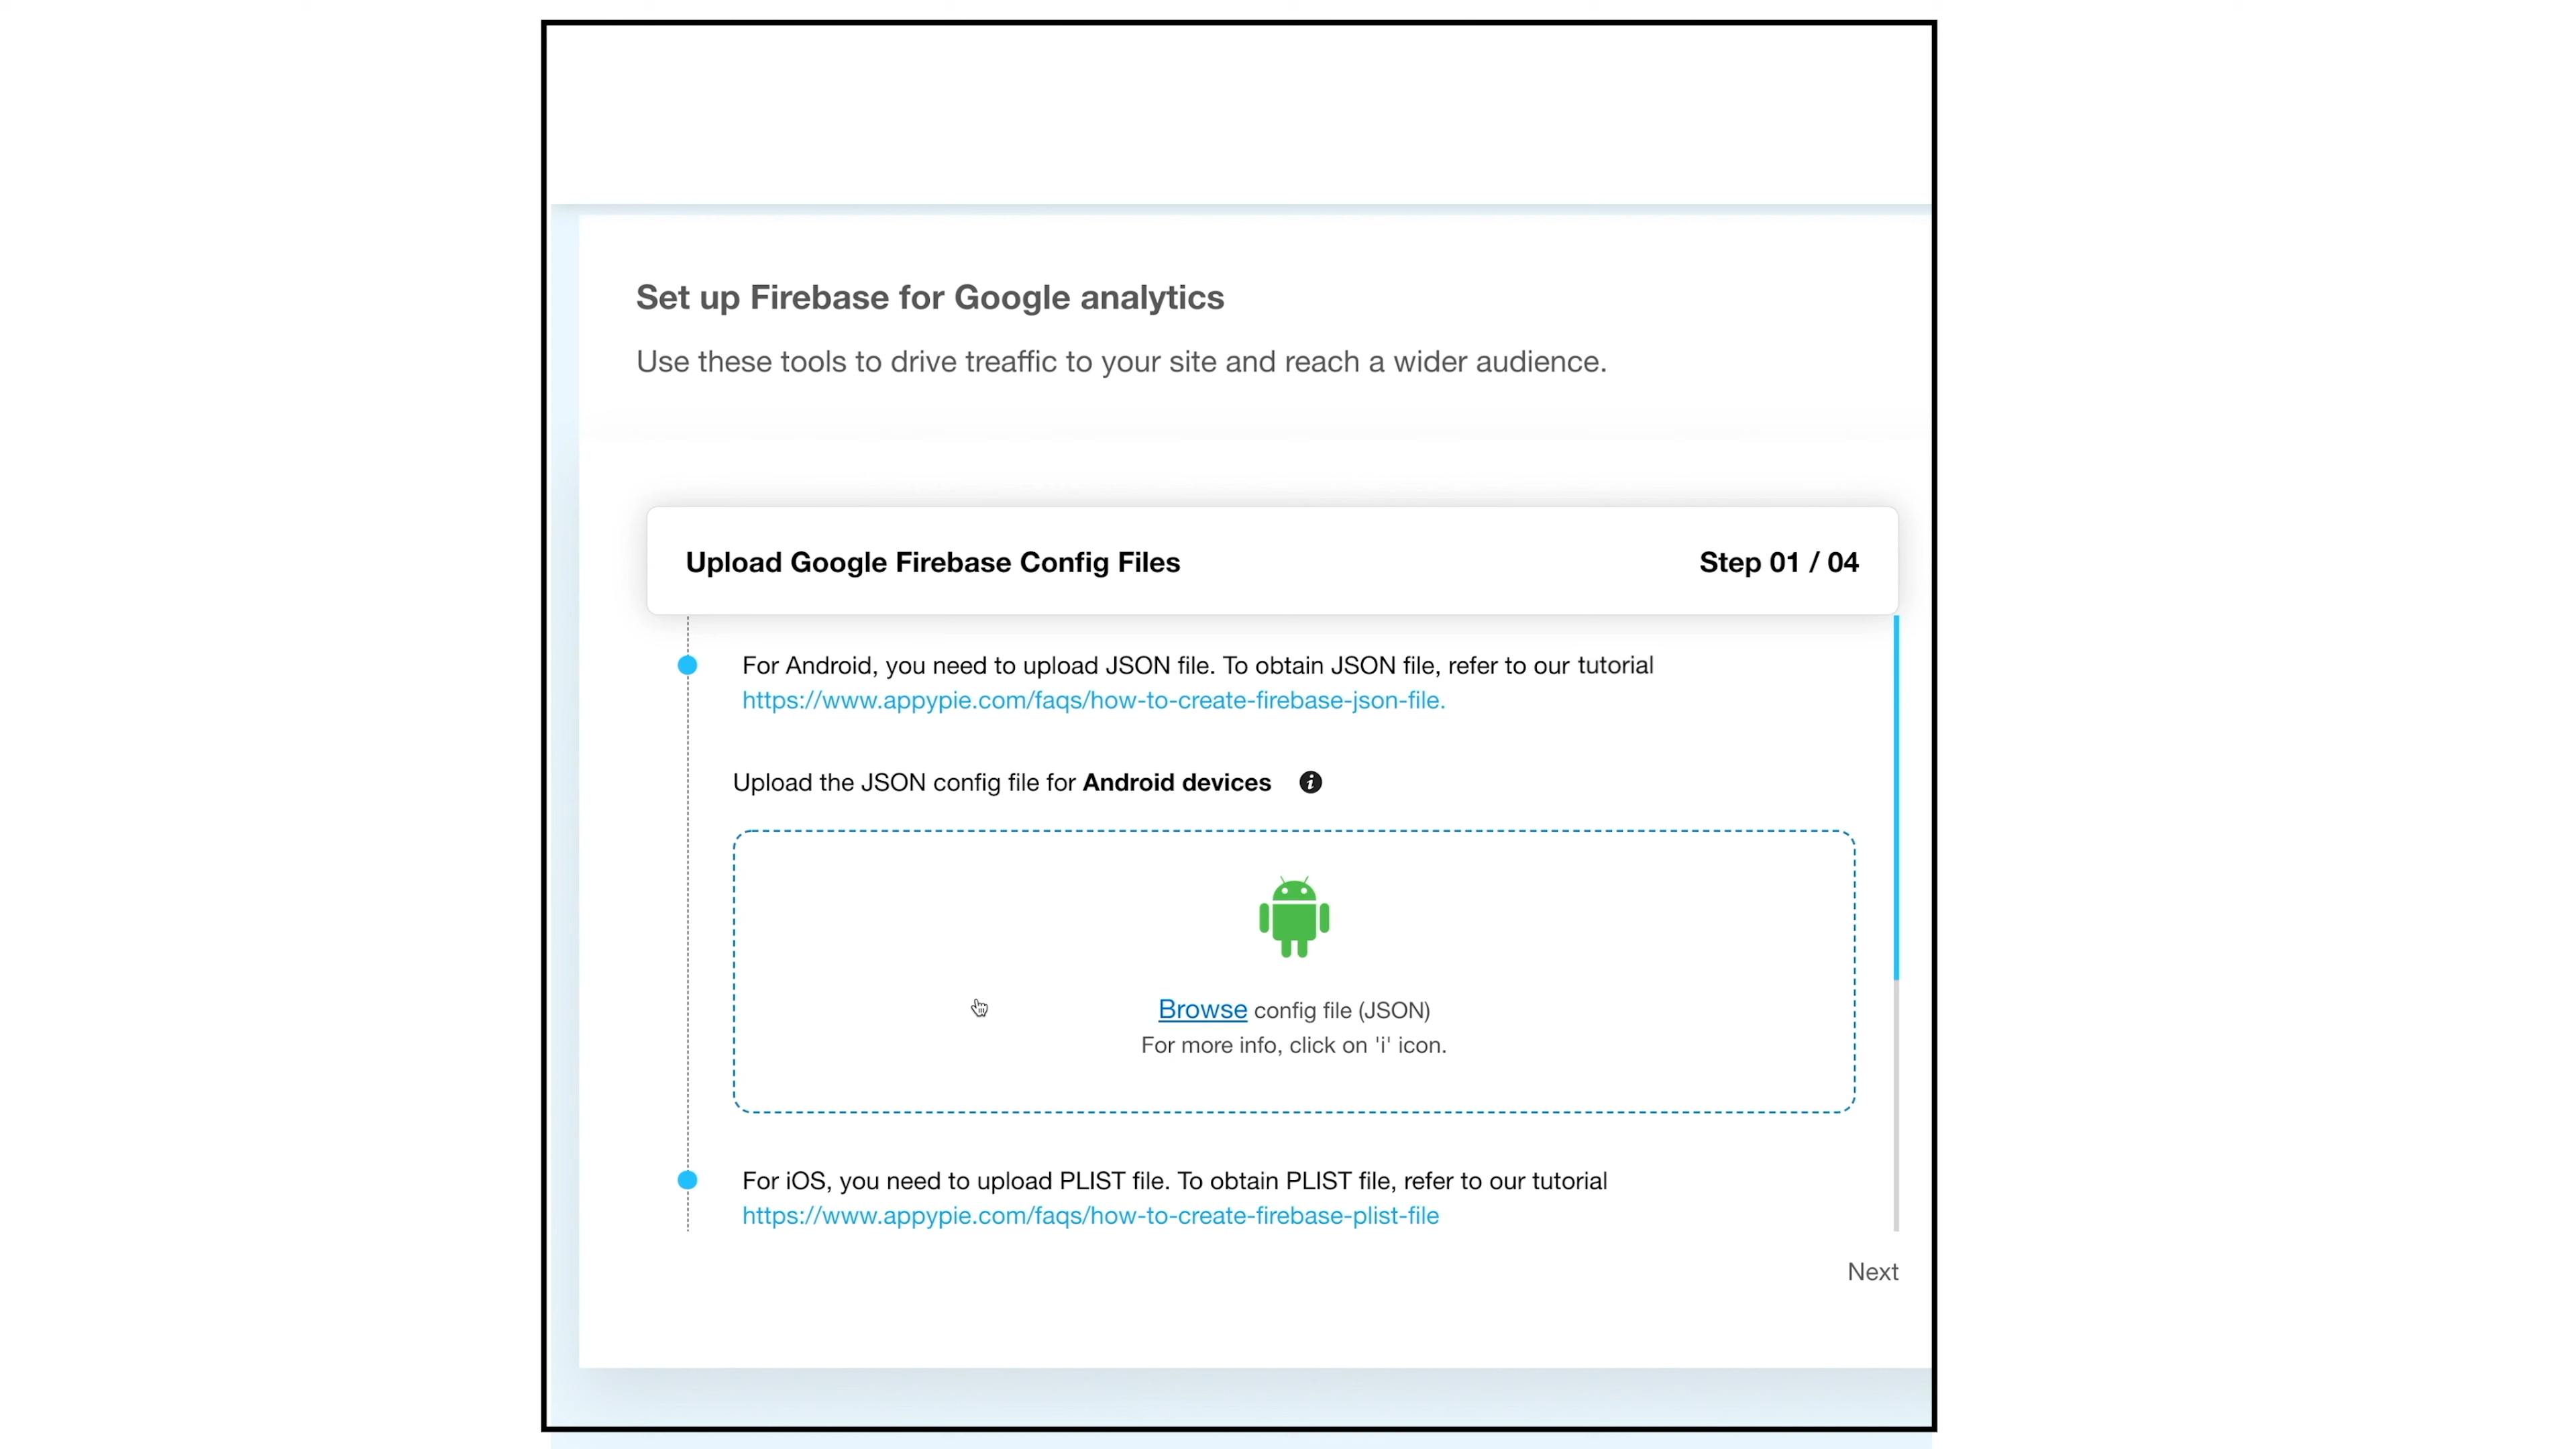 Set up Firebase for Google analytics
Use these tools to drive treaffic to your site and reach a wider audience.
Upload Google Firebase Config Files
Step 01 / 04
For Android, you need to upload JSON file. To obtain JSON file, refer to our tutorial
https://www.appypie.com/faqs/how-to-create-firebase-json-file.
Upload the JSON config file for Android devices i
Browse config file (JSON)
For more info, click on 'i' icon.
For iOS, you need to upload PLIST file. To obtain PLIST file, refer to our tutorial
https://www.appypie.com/faqs/how-to-create-firebase-plist-file
Next